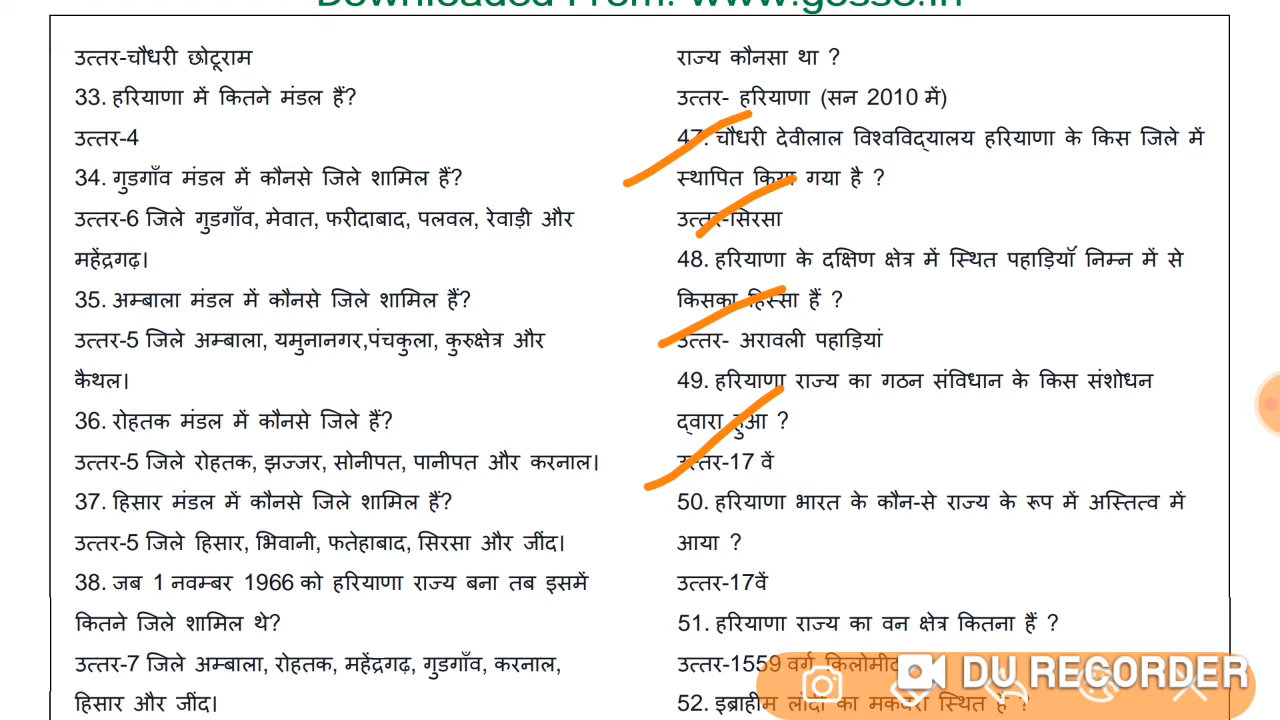 Downloaded From: www.gcsso.in
उत्तर-चौधरी छोटूराम
33. हरियाणा में कितने मंडल हैं?
उत्तर-4
34. गुडगाँव मंडल में कौनसे जिले शामिल हैं?
उत्तर-6 जिले गुडगाँव, मेवात, फरीदाबाद, पलवल, रेवाड़ी और
महेंद्रगढ़।
35. अम्बाला मंडल में कौनसे जिले शामिल हैं?
उत्तर-5 जिले अम्बाला, यमुनानगर,पंचकुला, कुरुक्षेत्र और
कैथल।
36. रोहतक मंडल में कौनसे जिले हैं?
उत्तर-5 जिले रोहतक, झज्जर, सोनीपत, पानीपत और करनाल।
37. हिसार मंडल में कौनसे जिले शामिल हैं?
उत्तर-5 जिले हिसार, भिवानी, फतेहाबाद, सिरसा और जींद।
38. जब 1 नवम्बर 1966 को हरियाणा राज्य बना तब इसमें
कितने जिले शामिल थे?
उत्तर-7 जिले अम्बाला, रोहतक, महेंद्रगढ़, गुडगाँव, करनाल,
हिसार और जींद।
राज्य कौनसा था ?
उत्तर- हरियाणा (सन 2010 में)
47. चौधरी देवीलाल विश्वविद्यालय हरियाणा के किस जिले में
स्थापित किया गया है ?
उत्तर-सिरसा
48. हरियाणा के दक्षिण क्षेत्र में स्थित पहाड़ियाँ निम्न में से
किसका हिस्सा हैं ?
उत्तर- अरावली पहाड़ियां
49. हरियाणा राज्य का गठन संविधान के किस संशोधन
द्वारा हुआ ?
उत्तर-17 वें
50. हरियाणा भारत के कौन-से राज्य के रूप में अस्तित्व में
आया ?
उत्तर-17वें
51. हरियाणा राज्य का वन क्षेत्र कितना हैं ?
उत्तर-1559 वर्ग
52. इब्राहीम लोदी का मकबरा स्थित है ?
DU RECORDER